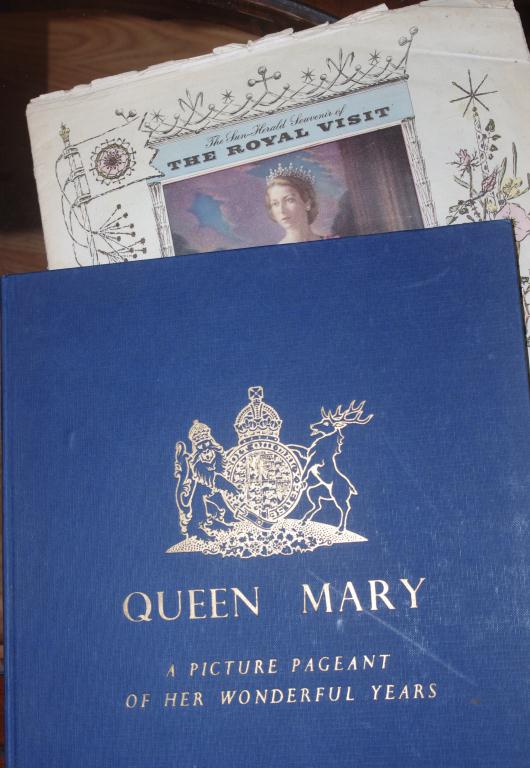 The Sun-Herald Souvenir of
THE ROYAL VISIT
QUEEN MARY
A PICTURE PAGEANT
OF HER WONDERFUL YEARS